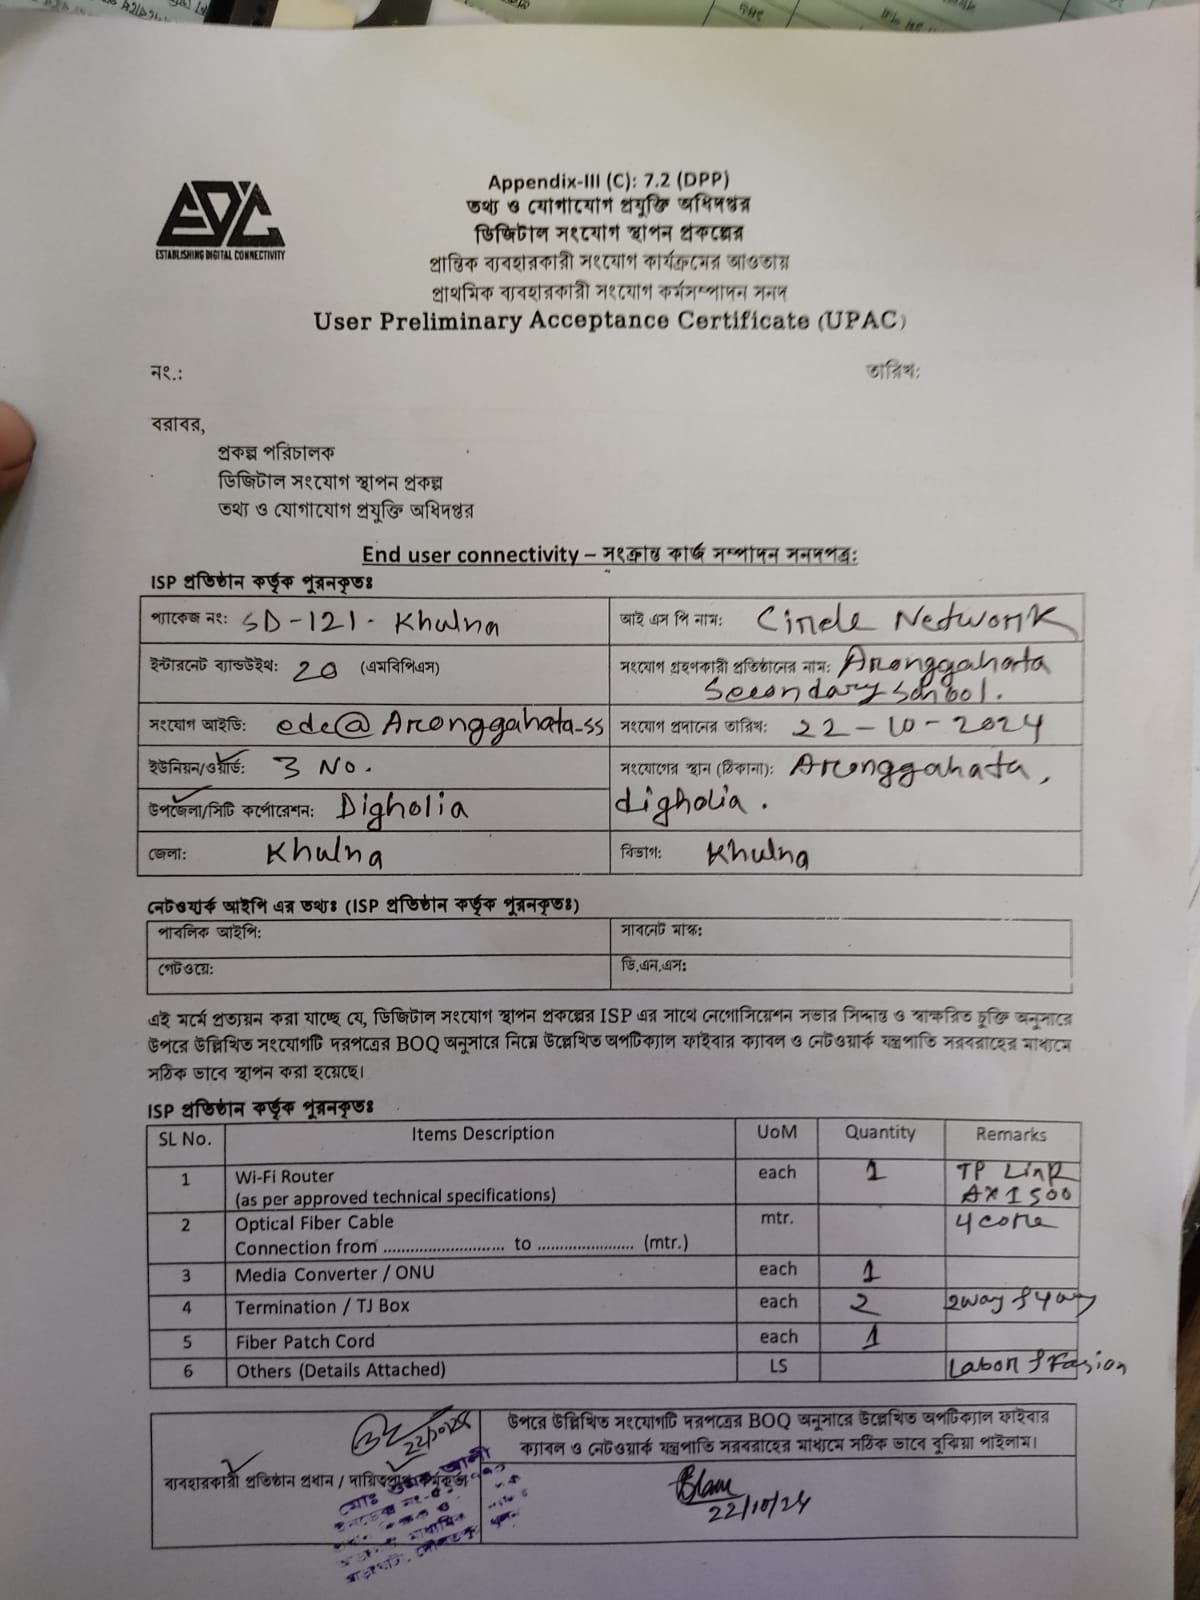 EDC
ESTABLISHING DIGITAL CONNECTIVITY
Appendix-III (C): 7.2 (DPP)
তথ্য ও যোগাযোগ প্রযুক্তি অধিদপ্তর
ডিজিটাল সংযোগ স্থাপন প্রকল্পের
প্রান্তিক ব্যবহারকারী সংযোগ কার্যক্রমের আওতায়
প্রাথমিক ব্যবহারকারী সংযোগ কর্মসম্পাদন সনদ
User Preliminary Acceptance Certificate (UPAC)
নং.: তারিখ:
বরাবর,
প্রকল্প পরিচালক
ডিজিটাল সংযোগ স্থাপন প্রকল্প
তথ্য ও যোগাযোগ প্রযুক্তি অধিদপ্তর
End user connectivity – সংক্রান্ত কার্জ সম্পাদন সনদপত্র:
ISP প্রতিষ্ঠান কর্তৃক পুরনকৃতঃ
প্যাকেজ নং: SD-121- Khulna আই এস পি নাম: Circle Network
ইন্টারনেট ব্যান্ডউইথ: 20 (এমবিপিএস) সংযোগ গ্রহণকারী প্রতিষ্ঠানের নাম: Aronggahata
Secondary School.
সংযোগ আইডি: edc@Aronggahata-ss সংযোগ প্রদানের তারিখ: 22-10-2024
ইউনিয়ন/ওয়ার্ড: 3 No. সংযোগের স্থান (ঠিকানা): Aronggahata,
উপজেলা/সিটি কর্পোরেশন: Digholia digholia.
জেলা: Khulna বিভাগ: Khulna
নেটওয়ার্ক আইপি এর তথ্যঃ (ISP প্রতিষ্ঠান কর্তৃক পুরনকৃতঃ)
পাবলিক আইপি: সাবনেট মাস্ক:
গেটওয়ে: ডি.এন.এস:
এই মর্মে প্রত্যয়ন করা যাচ্ছে যে, ডিজিটাল সংযোগ স্থাপন প্রকল্পের ISP এর সাথে নেগোসিয়েশন সভার সিদ্দান্ত ও স্বাক্ষরিত চুক্তি অনুসারে
উপরে উল্লিখিত সংযোগটি দরপত্রের BOQ অনুসারে নিম্নে উল্লেখিত অপটিক্যাল ফাইবার ক্যাবল ও নেটওয়ার্ক যন্ত্রপাতি সরবরাহের মাধ্যমে
সঠিক ভাবে স্থাপন করা হয়েছে।
ISP প্রতিষ্ঠান কর্তৃক পুরনকৃতঃ
SL No. Items Description UoM Quantity Remarks
1 Wi-Fi Router each 1 TP Link
(as per approved technical specifications) AX1500
2 Optical Fiber Cable mtr. 4 core
Connection from ............................ to ...................... (mtr.)
3 Media Converter / ONU each 1
4 Termination / TJ Box each 2 2way & 4way
5 Fiber Patch Cord each 1
6 Others (Details Attached) LS Labor & Fasion
উপরে উল্লিখিত সংযোগটি দরপত্রের BOQ অনুসারে উল্লেখিত অপটিক্যাল ফাইবার
ক্যাবল ও নেটওয়ার্ক যন্ত্রপাতি সরবরাহের মাধ্যমে সঠিক ভাবে বুঝিয়া পাইলাম।
ব্যবহারকারী প্রতিষ্ঠান প্রধান / দায়িত্বপ্রাপ্ত কর্মকর্তা
22/10/24